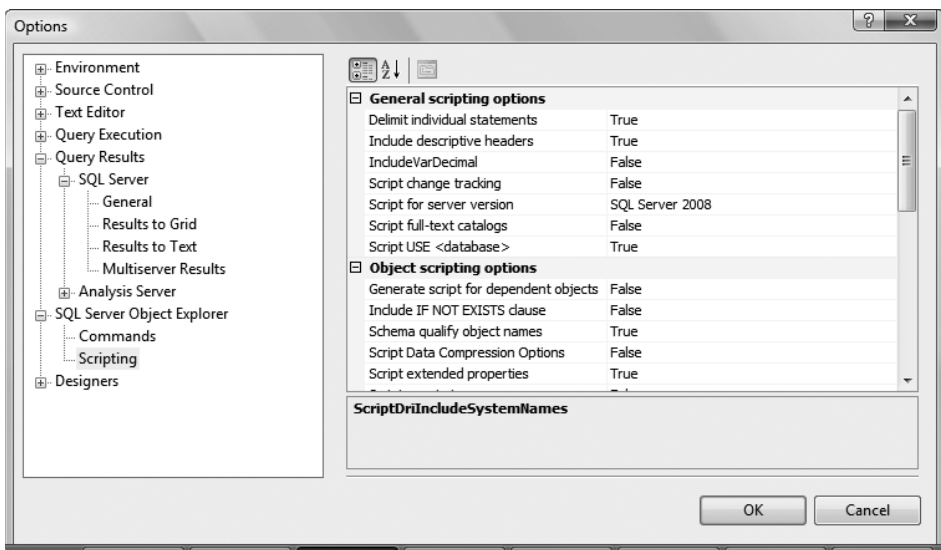 Options
Environment
Source Control
Text Editor
Query Execution
Query Results
SQL Server
General
Results to Grid
Results to Text
Multiserver Results
Analysis Server
SQL Server Object Explorer
Commands
Scripting
Designers
General scripting options
Delimit individual statements True
Include descriptive headers True
IncludeVarDecimal False
Script change tracking False
Script for server version SQL Server 2008
Script full-text catalogs False
Script USE <database> True
Object scripting options
Generate script for dependent objects False
Include IF NOT EXISTS clause False
Schema qualify object names True
Script Data Compression Options False
Script extended properties True
ScriptDriIncludeSystemNames
OK Cancel